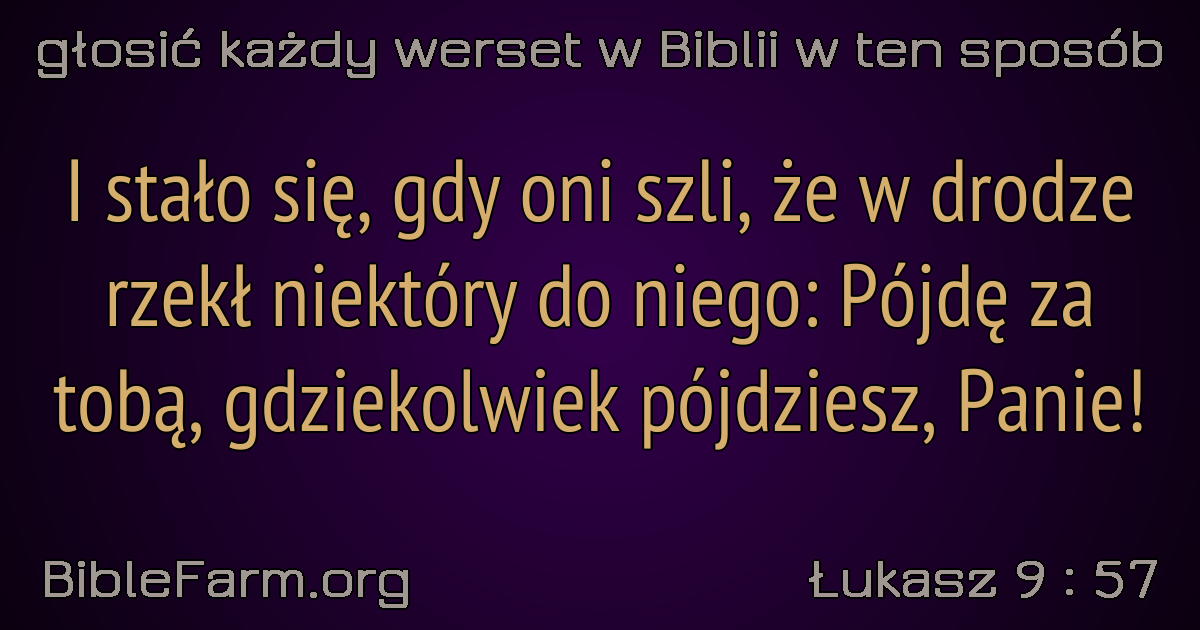 głosić każdy werset w Biblii w ten sposób
I stało się, gdy oni szli, że w drodze
rzekł niektóry do niego: Pójdę za
tobą, gdziekolwiek pójdziesz, Panie!
BibleFarm.org
Łukasz 9 : 57